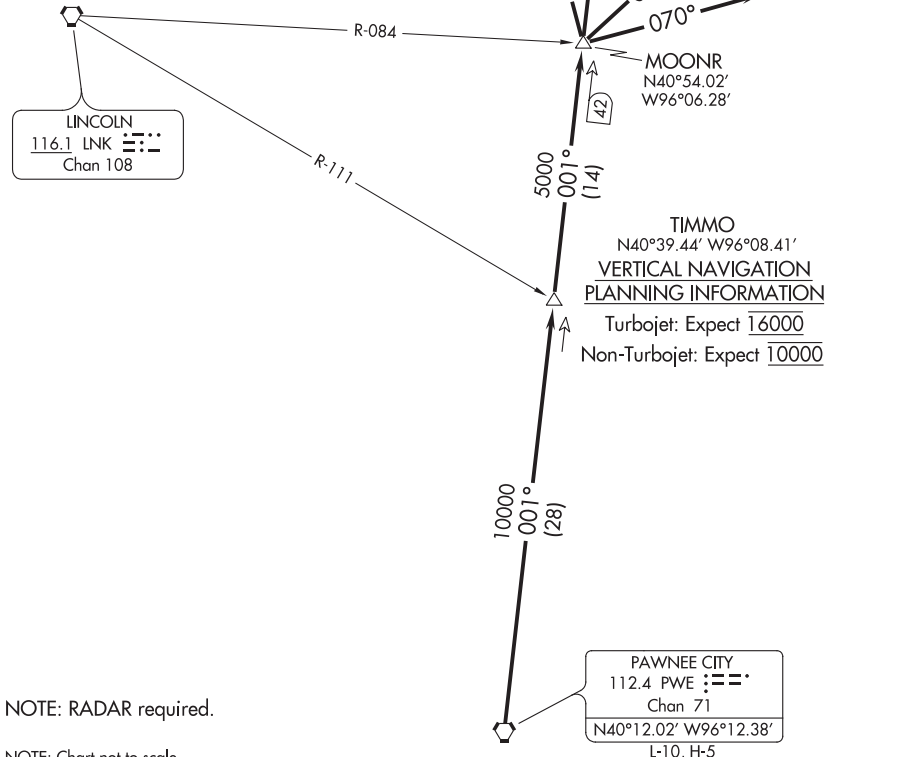 R-084
070°
MOONR
N40°54.02’
W96°06.28’
42
LINCOLN
116.1 LNK
Chan 108
R-111
5000
001°
(14)
TIMMO
N40°39.44’ W96°08.41’
VERTICAL NAVIGATION
PLANNING INFORMATION
Turbojet: Expect 16000
Non-Turbojet: Expect 10000
10000
001°
(28)
PAWNEE CITY
112.4 PWE
Chan 71
N40°12.02’ W96°12.38’
L-10, H-5
NOTE: RADAR required.
NOTE: Chart not to scale.